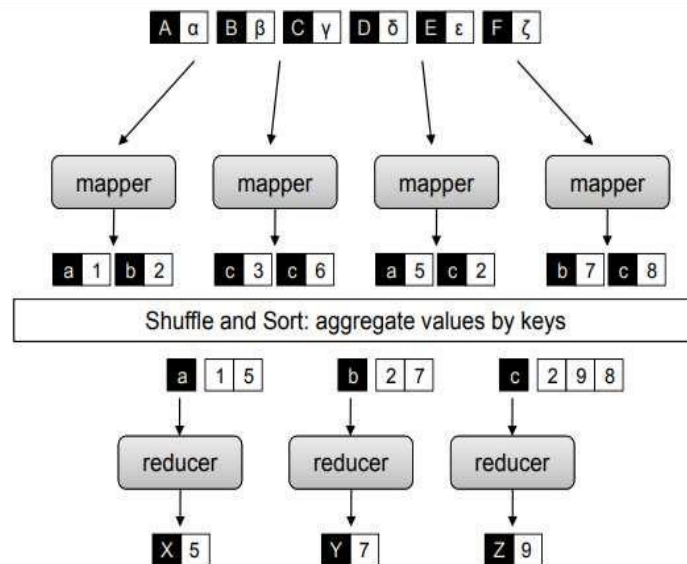 A α B β C γ D δ E ε F ζ
mapper mapper mapper mapper
a 1 b 2 c 3 c 6 a 5 c 2 b 7 c 8
Shuffle and Sort: aggregate values by keys
a 1 5 b 2 7 c 2 9 8
reducer reducer reducer
X 5 Y 7 Z 9